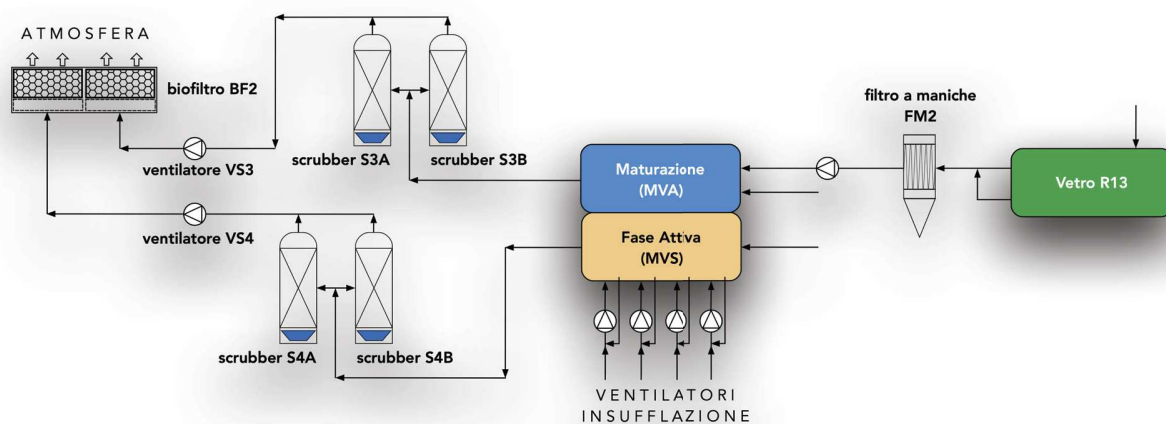 ATMOSFERA
biofiltro BF2
ventilatore VS3
scrubber S3A
scrubber S3B
filtro a maniche
FM2
Maturazione
(MVA)
Vetro R13
ventilatore VS4
Fase Attiva
(MVS)
scrubber S4A
scrubber S4B
VENTILATORI
INSUFFLAZIONE